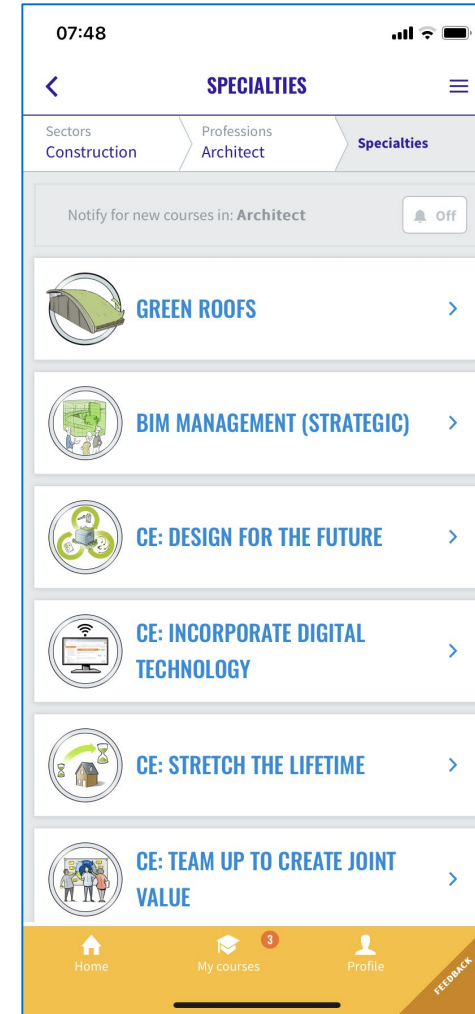 07:48
SPECIALTIES
Sectors
Construction
Professions
Architect
Specialties
Notify for new courses in: Architect
Off
GREEN ROOFS
BIM MANAGEMENT (STRATEGIC)
CE: DESIGN FOR THE FUTURE
CE: INCORPORATE DIGITAL
TECHNOLOGY
CE: STRETCH THE LIFETIME
CE: TEAM UP TO CREATE JOINT
VALUE
3
Home
My courses
Profile
FEEDBACK